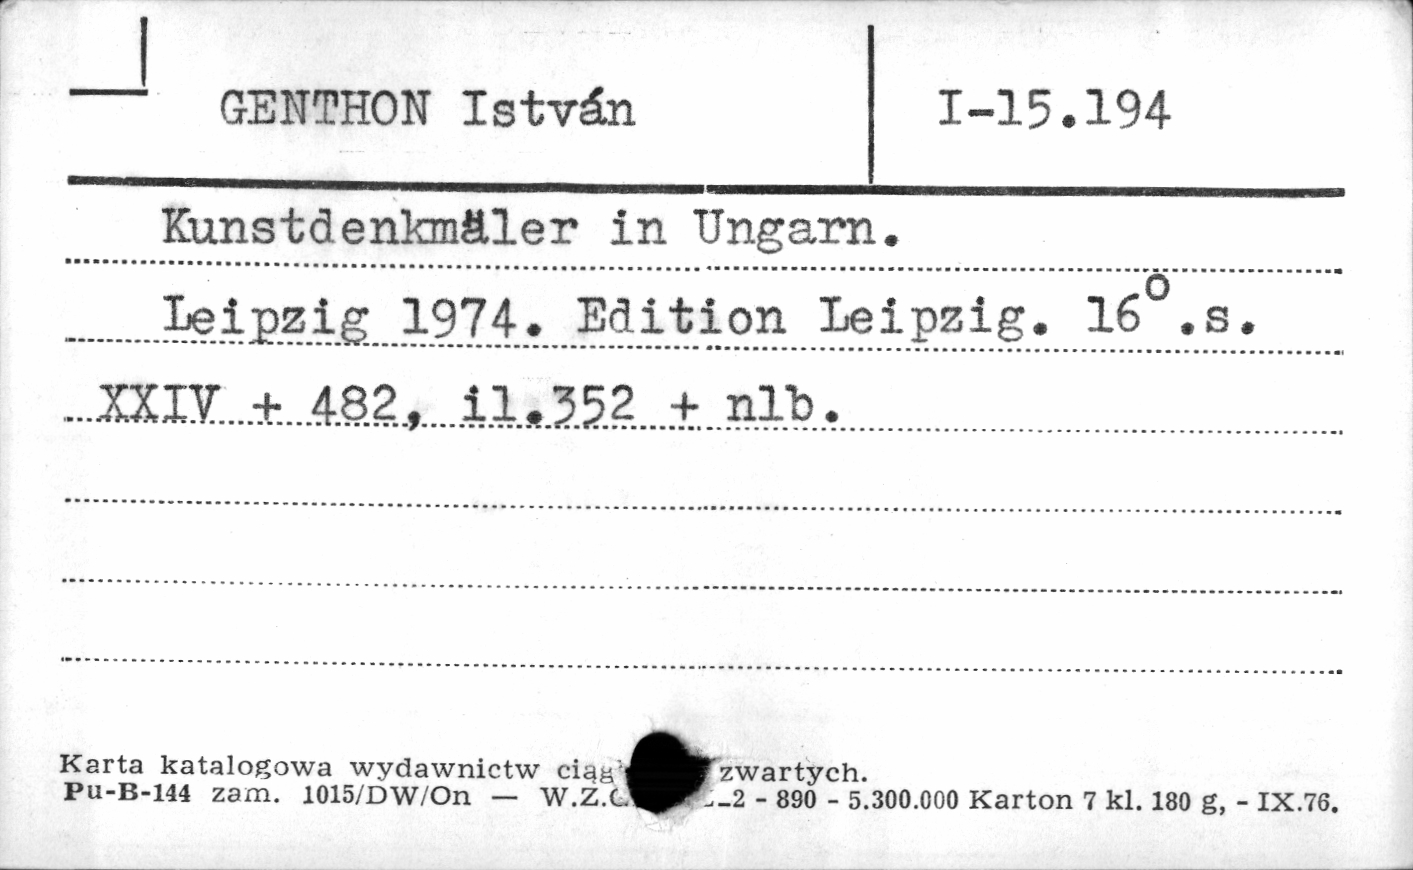 GENTHON István
I-15.194
Kunstdenkmäler in Ungarn.
Leipzig 1974. Edition Leipzig. 16°.s.
XXIV + 482, il.352 + nlb.
Karta katalogowa wydawnictw zwartych.
Pu-B-144 zam. 1015/DW/On — -2 - 890 - 5.300.000 Karton 7 kl. 180 g, - IX.76.